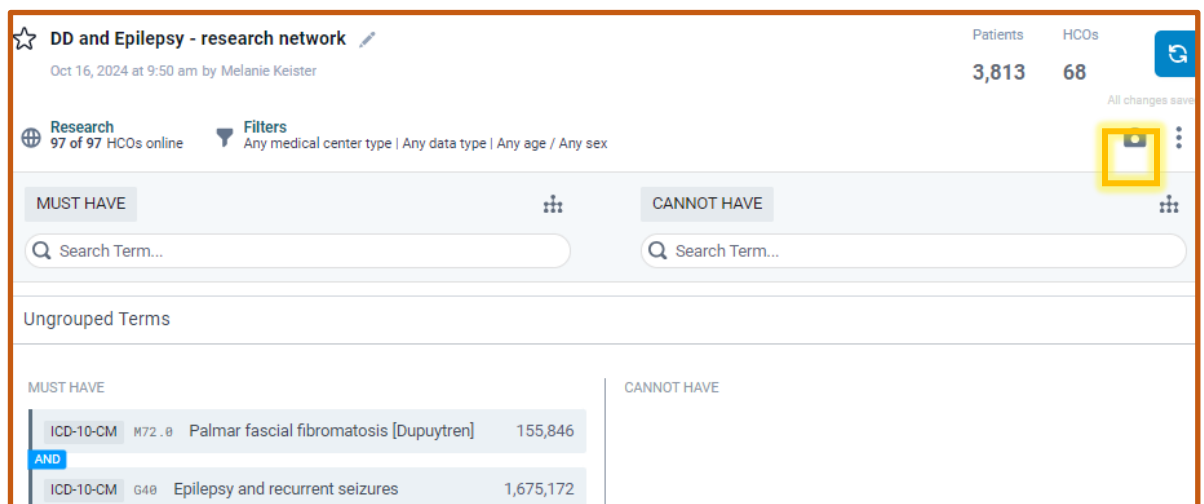 DD and Epilepsy - research network
Oct 16, 2024 at 9:50 am by Melanie Keister
Patients HCOs
3,813 68
All changes save
Research
97 of 97 HCOs online
Filters
Any medical center type | Any data type | Any age / Any sex
MUST HAVE
Search Term...
CANNOT HAVE
Search Term...
Ungrouped Terms
MUST HAVE
CANNOT HAVE
ICD-10-CM M72.0 Palmar fascial fibromatosis [Dupuytren] 155,846
AND
ICD-10-CM G40 Epilepsy and recurrent seizures 1,675,172